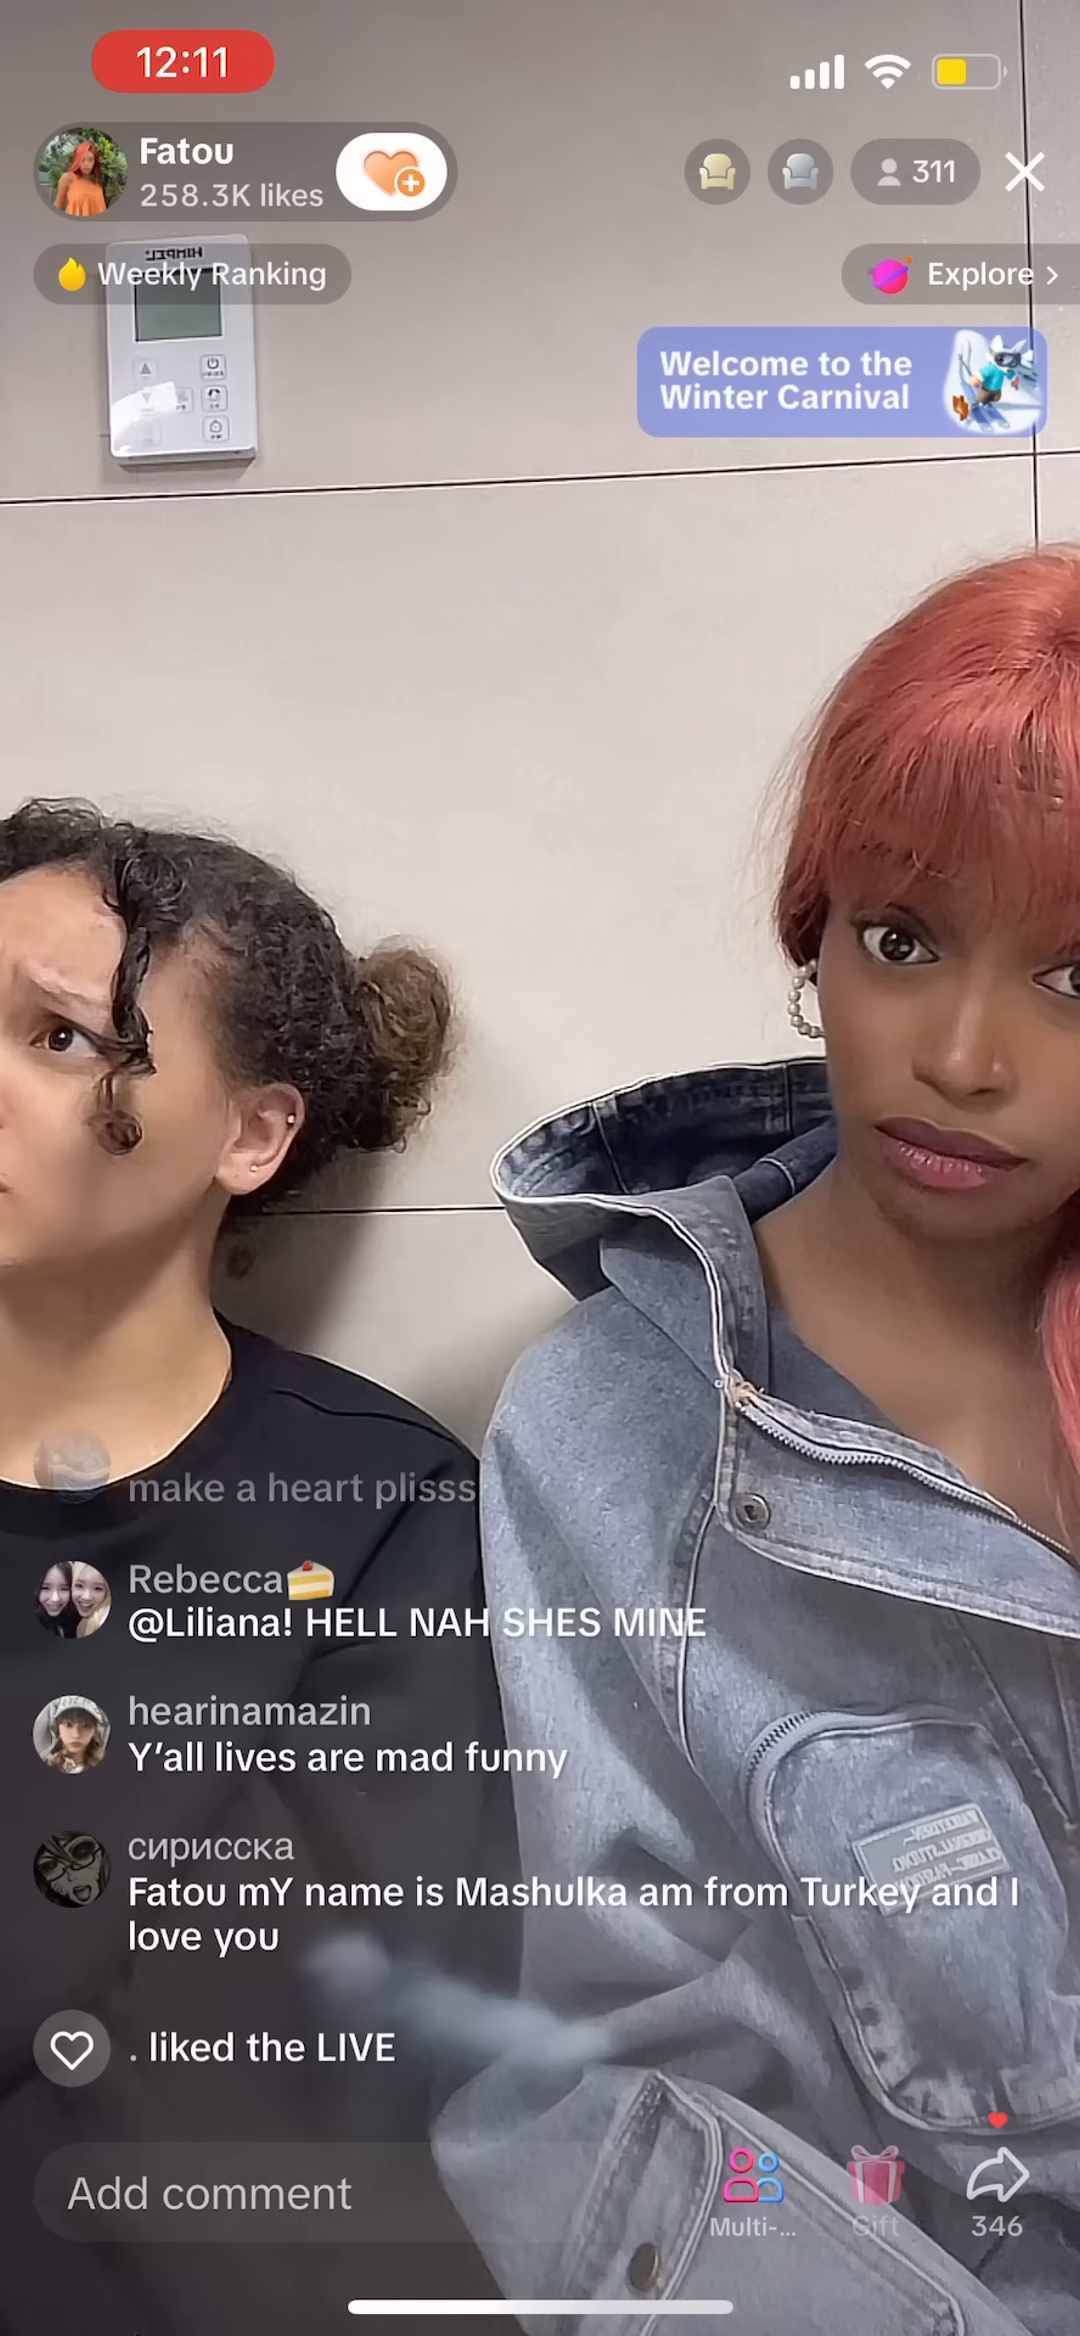 12:11
Fatou
258.3K likes
311
Weekly Ranking
Explore >
Welcome to the
Winter Carnival
make a heart plisss
Rebecca🍰
@Liliana! HELL NAH SHES MINE
hearinamazin
Y'all lives are mad funny
сирисска
Fatou mY name is Mashulka am from Turkey and I
love you
. liked the LIVE
Add comment
Multi-...
Gift
346